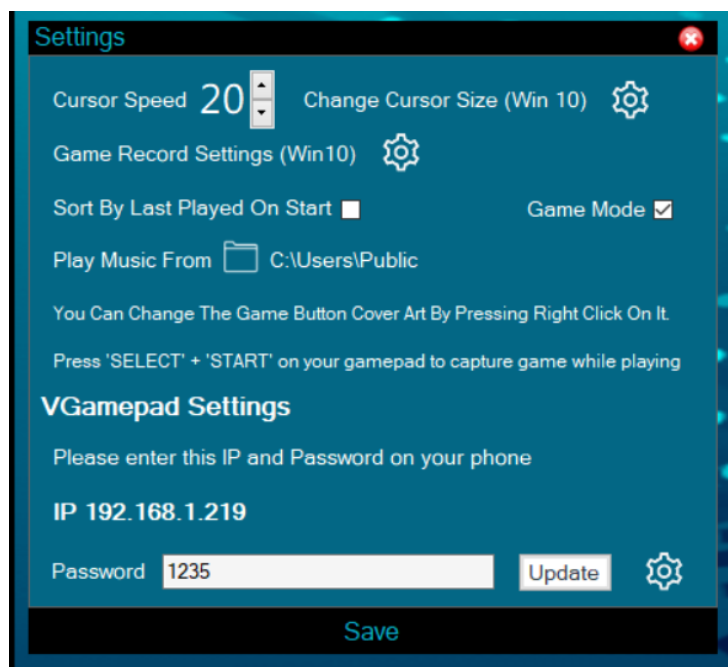 Settings
Cursor Speed 20 Change Cursor Size (Win 10)
Game Record Settings (Win10)
Sort By Last Played On Start Game Mode
Play Music From C:\Users\Public
You Can Change The Game Button Cover Art By Pressing Right Click On It.
Press 'SELECT' + 'START' on your gamepad to capture game while playing
VGamepad Settings
Please enter this IP and Password on your phone
IP 192.168.1.219
Password 1235 Update
Save